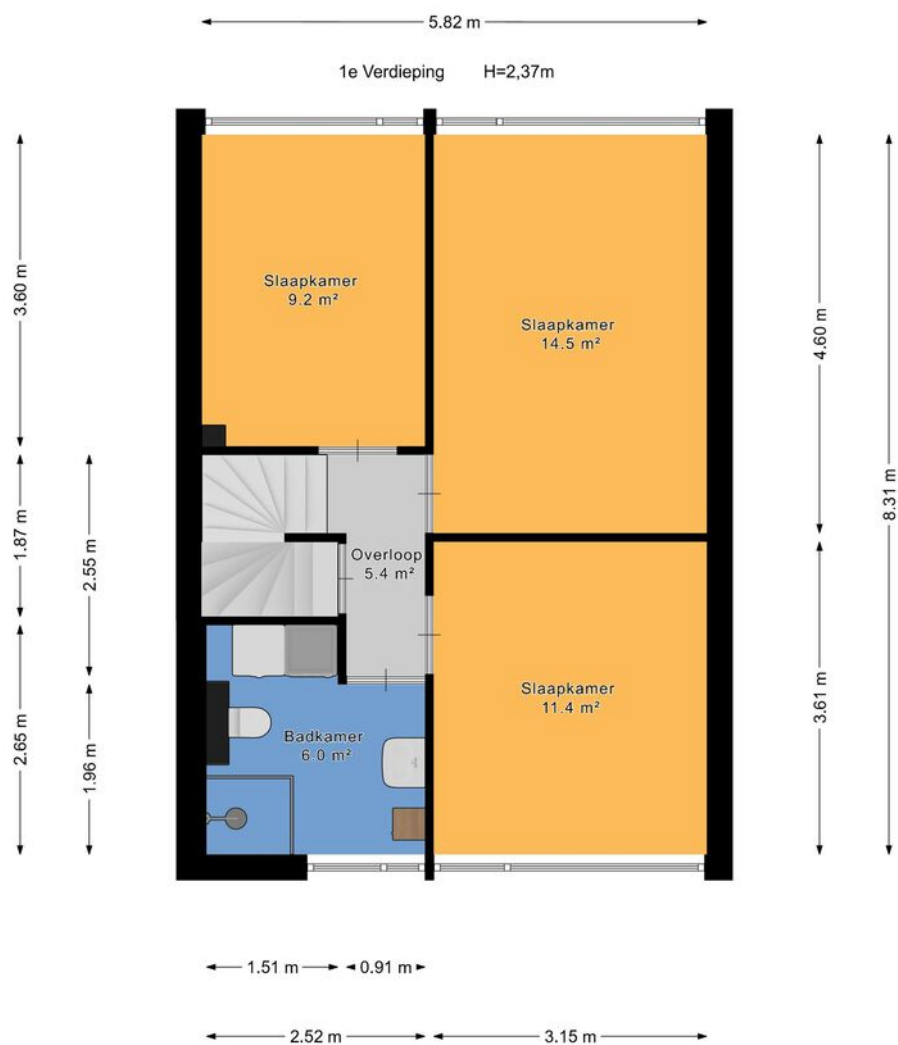 5.82 m
1e Verdieping H=2,37m
3.60 m
Slaapkamer
9.2 m²
Slaapkamer
14.5 m²
4.60 m
8.31 m
1.87 m
2.55 m
Overloop
5.4 m²
2.65 m
1.96 m
Badkamer
6.0 m²
Slaapkamer
11.4 m²
3.61 m
1.51 m
0.91 m
2.52 m
3.15 m